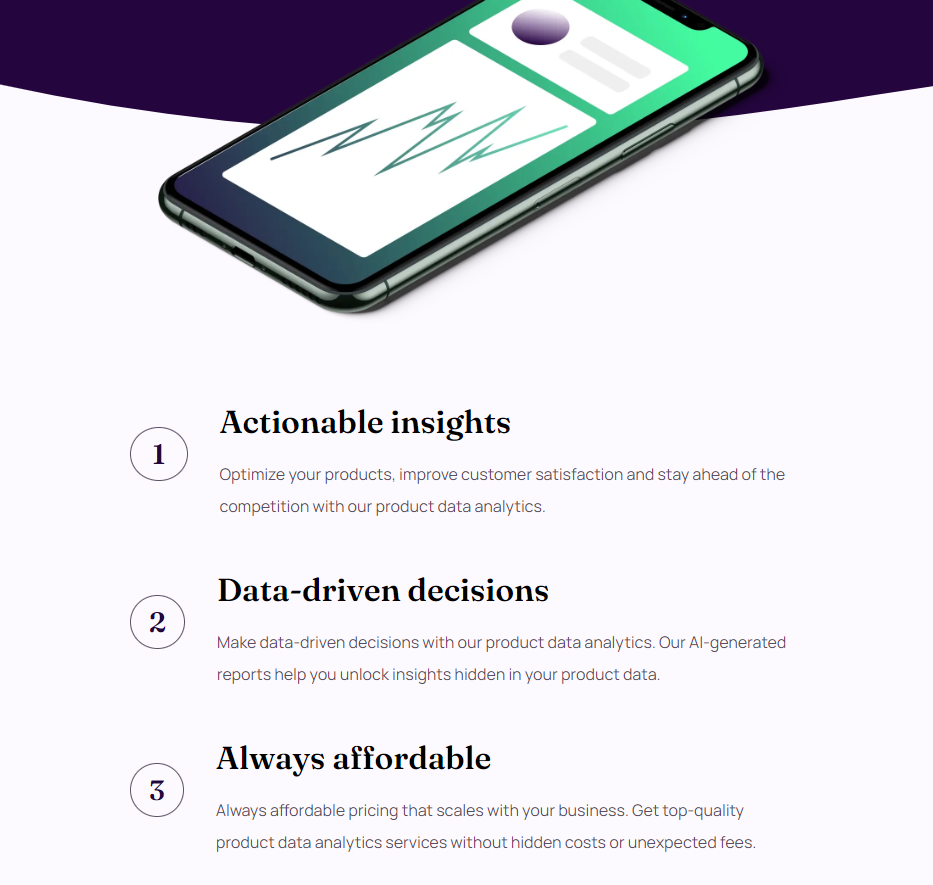 Actionable insights
1
Optimize your products, improve customer satisfaction and stay ahead of the
competition with our product data analytics.
Data-driven decisions
2
Make data-driven decisions with our product data analytics. Our AI-generated
reports help you unlock insights hidden in your product data.
Always affordable
3
Always affordable pricing that scales with your business. Get top-quality
product data analytics services without hidden costs or unexpected fees.